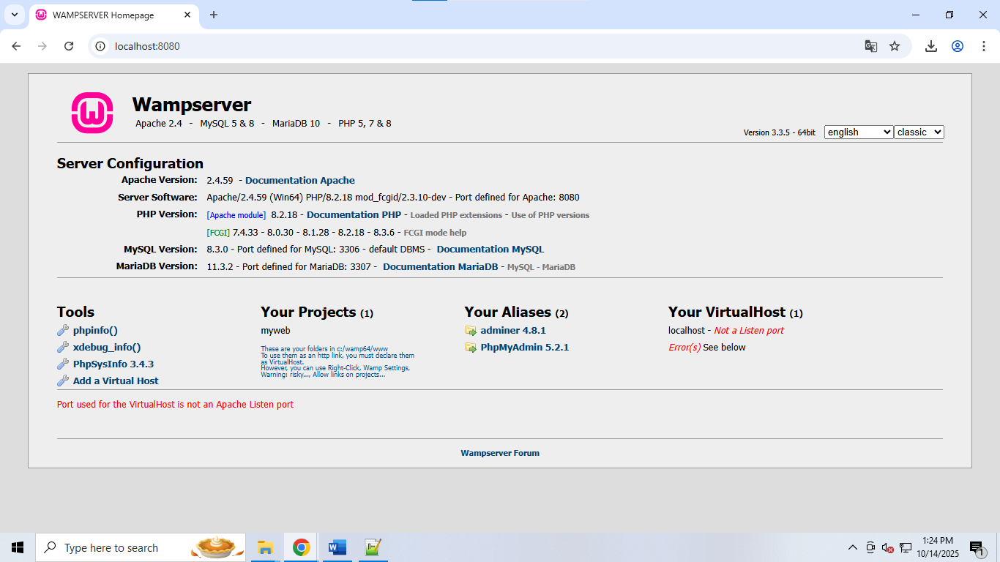 WAMPSERVER Homepage
localhost:8080
Wampserver
Apache 2.4 - MySQL 5 & 8 - MariaDB 10 - PHP 5, 7 & 8
Version 3.3.5 - 64bit english classic
Server Configuration
Apache Version: 2.4.59 - Documentation Apache
Server Software: Apache/2.4.59 (Win64) PHP/8.2.18 mod_fcgid/2.3.10-dev - Port defined for Apache: 8080
PHP Version: [Apache module] 8.2.18 - Documentation PHP - Loaded PHP extensions - Use of PHP versions
[FCGI] 7.4.33 - 8.0.30 - 8.1.28 - 8.2.18 - 8.3.6 - FCGI mode help
MySQL Version: 8.3.0 - Port defined for MySQL: 3306 - default DBMS - Documentation MySQL
MariaDB Version: 11.3.2 - Port defined for MariaDB: 3307 - Documentation MariaDB - MySQL - MariaDB
Tools
phpinfo()
xdebug_info()
PhpSysInfo 3.4.3
Add a Virtual Host
Your Projects (1)
myweb
These are your folders in c:/wamp64/www
To use them as an http link, you must declare them
as VirtualHost.
However, you can use Right-Click, Wamp Settings,
Warning: risky..., Allow links on projects...
Your Aliases (2)
adminer 4.8.1
PhpMyAdmin 5.2.1
Your VirtualHost (1)
localhost - Not a Listen port
Error(s) See below
Port used for the VirtualHost is not an Apache Listen port
Wampserver Forum
Type here to search
1:24 PM
10/14/2025
1